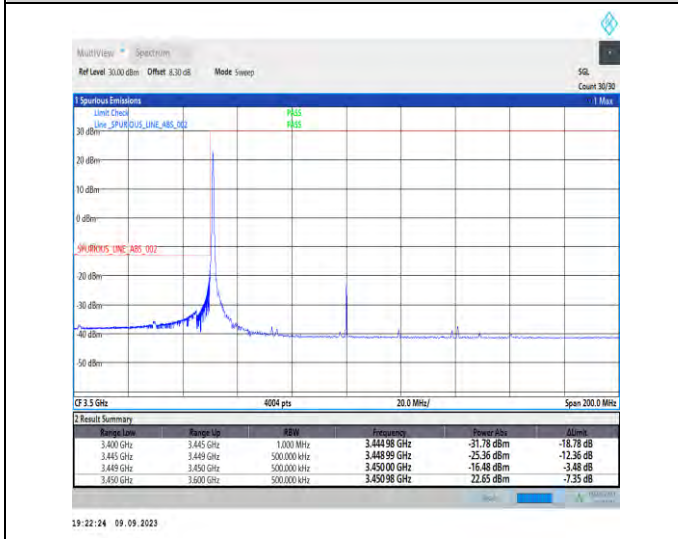 MultiView Spectrum
Ref Level 30.00 dBm Offset 8.30 dB Mode Sweep SGL
Count 30/30
1 Spurious Emissions 1 Max
Limit Check PASS
Line _SPURIOUS_LINE_ABS_002 PASS
30 dBm
20 dBm
10 dBm
0 dBm
_SPURIOUS_LINE_ABS_002
-20 dBm
-30 dBm
-40 dBm
-50 dBm
CF 3.5 GHz 4004 pts 20.0 MHz/ Span 200.0 MHz
2 Result Summary
Range Low Range Up RBW Frequency Power Abs ΔLimit
3.400 GHz 3.445 GHz 1.000 MHz 3.444 98 GHz -31.78 dBm -18.78 dB
3.445 GHz 3.449 GHz 500.000 kHz 3.448 99 GHz -25.36 dBm -12.36 dB
3.449 GHz 3.450 GHz 500.000 kHz 3.450 00 GHz -16.48 dBm -3.48 dB
3.450 GHz 3.600 GHz 500.000 kHz 3.450 98 GHz 22.65 dBm -7.35 dB
19:22:24 09.09.2023